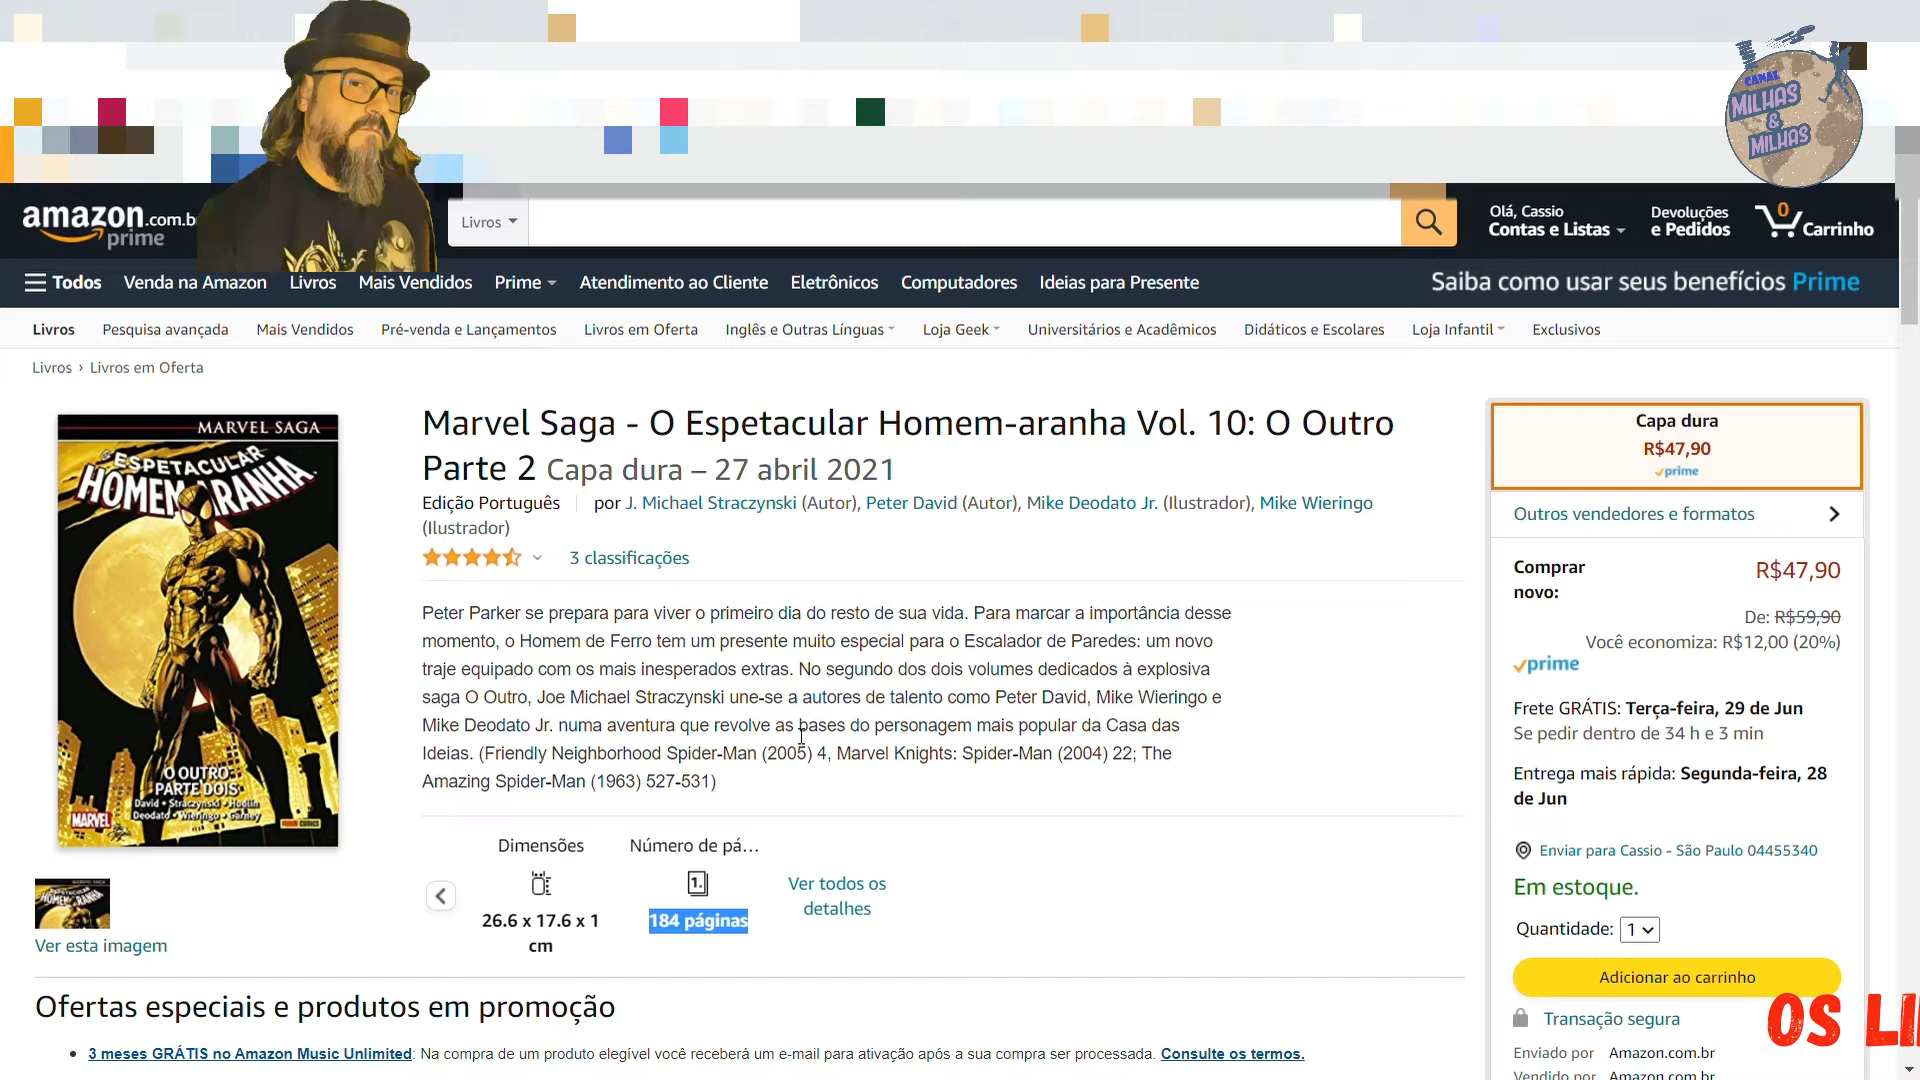 CANAL
MILHAS
&
MILHAS
amazon.com.b
prime
Livros
Olá, Cassio
Contas e Listas
Devoluções
e Pedidos
0
Carrinho
Todos
Venda na Amazon
Livros
Mais Vendidos
Prime
Atendimento ao Cliente
Eletrônicos
Computadores
Ideias para Presente
Saiba como usar seus benefícios Prime
Livros
Pesquisa avançada
Mais Vendidos
Pré-venda e Lançamentos
Livros em Oferta
Inglês e Outras Línguas
Loja Geek
Universitários e Acadêmicos
Didáticos e Escolares
Loja Infantil
Exclusivos
Livros › Livros em Oferta
MARVEL SAGA
O ESPETACULAR
HOMEM-ARANHA
O OUTRO:
PARTE DOIS
David • Straczynski • Hudlin
Deodato • Wieringo • Garney
MARVEL
PANINI COMICS
Ver esta imagem
Marvel Saga - O Espetacular Homem-aranha Vol. 10: O Outro
Parte 2 Capa dura – 27 abril 2021
Edição Português
por J. Michael Straczynski (Autor), Peter David (Autor), Mike Deodato Jr. (Ilustrador), Mike Wieringo
(Ilustrador)
3 classificações
Peter Parker se prepara para viver o primeiro dia do resto de sua vida. Para marcar a importância desse
momento, o Homem de Ferro tem um presente muito especial para o Escalador de Paredes: um novo
traje equipado com os mais inesperados extras. No segundo dos dois volumes dedicados à explosiva
saga O Outro, Joe Michael Straczynski une-se a autores de talento como Peter David, Mike Wieringo e
Mike Deodato Jr. numa aventura que revolve as bases do personagem mais popular da Casa das
Ideias. (Friendly Neighborhood Spider-Man (2005) 4, Marvel Knights: Spider-Man (2004) 22; The
Amazing Spider-Man (1963) 527-531)
Dimensões
26.6 x 17.6 x 1
cm
Número de pá...
1.
184 páginas
Ver todos os
detalhes
Capa dura
R$47,90
prime
Outros vendedores e formatos
Comprar
novo:
R$47,90
De: R$59,90
Você economiza: R$12,00 (20%)
prime
Frete GRÁTIS: Terça-feira, 29 de Jun
Se pedir dentro de 34 h e 3 min
Entrega mais rápida: Segunda-feira, 28
de Jun
Enviar para Cassio - São Paulo 04455340
Em estoque.
Quantidade: 1
Adicionar ao carrinho
Transação segura
Enviado por Amazon.com.br
Vendido por Amazon.com.br
OS LI
Ofertas especiais e produtos em promoção
3 meses GRÁTIS no Amazon Music Unlimited: Na compra de um produto elegível você receberá um e-mail para ativação após a sua compra ser processada. Consulte os termos.